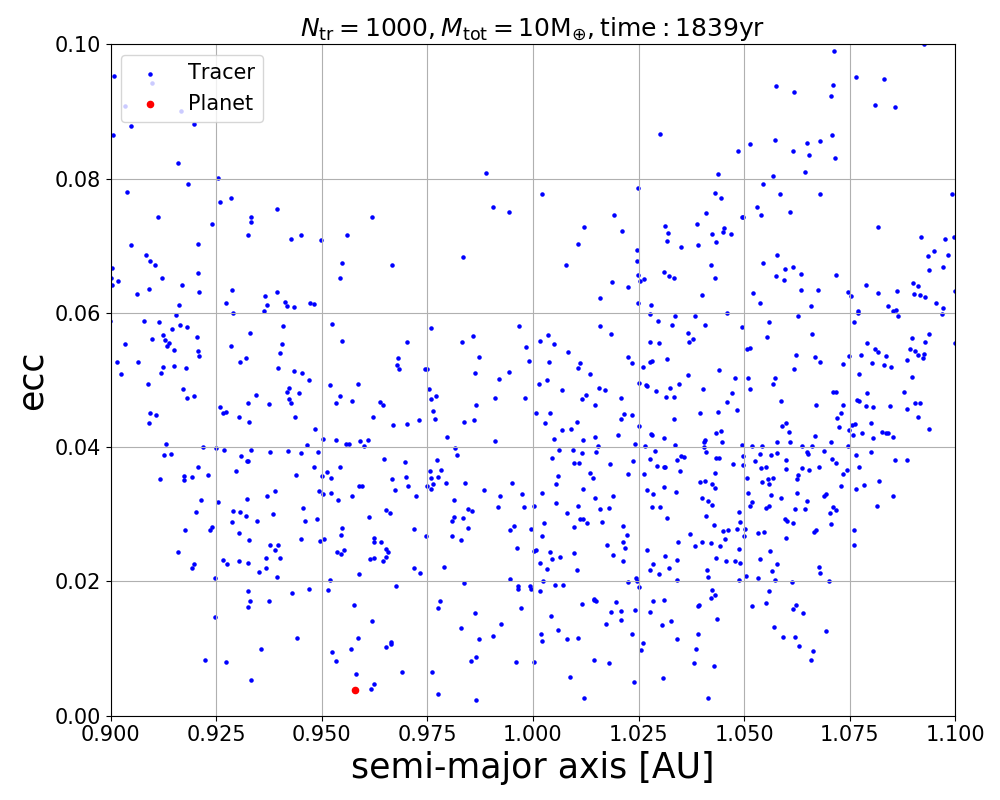 N_tr = 1000, M_tot = 10M_⊕, time : 1839yr
Tracer
Planet
ecc
0.10
0.08
0.06
0.04
0.02
0.00
0.900 0.925 0.950 0.975 1.000 1.025 1.050 1.075 1.100
semi-major axis [AU]